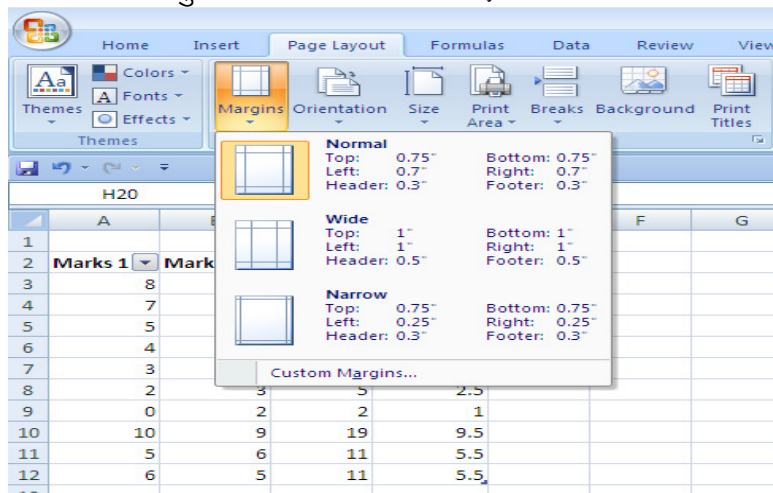 Home Insert Page Layout Formulas Data Review View
Aa Colors
A Fonts
Themes Effects Margins Orientation Size Print Area Breaks Background Print Titles
Themes
Normal
Top: 0.75" Bottom: 0.75"
Left: 0.7" Right: 0.7"
Header: 0.3" Footer: 0.3"
Wide
Top: 1" Bottom: 1"
Left: 1" Right: 1"
Header: 0.5" Footer: 0.5"
Narrow
Top: 0.75" Bottom: 0.75"
Left: 0.25" Right: 0.25"
Header: 0.3" Footer: 0.3"
Custom Margins...
H20
A F G
1
2 Marks 1 Mark
3 8
4 7
5 5
6 4
7 3
8 2 3 5 2.5
9 0 2 2 1
10 10 9 19 9.5
11 5 6 11 5.5
12 6 5 11 5.5